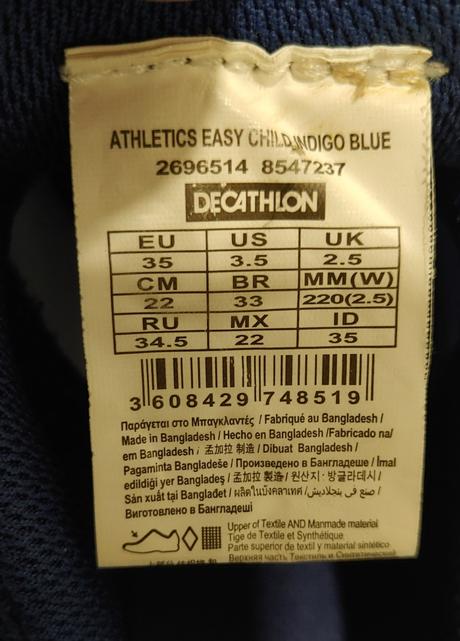 ATHLETICS EASY CHILD,INDIGO BLUE
2696514 8547237
DECATHLON
EU US UK
35 3.5 2.5
CM BR MM(W)
22 33 220(2.5)
RU MX ID
34.5 22 35
3 608429 748519
Παράγεται στο Μπαγκλαντές / Fabriqué au Bangladesh /
Made in Bangladesh / Hecho en Bangladesh /Fabricado na/
em Bangladesh / 孟加拉 制造 / Dibuat Bangladesh /
Pagaminta Bangladeše / Произведено в Бангладеше / İmal
edildiği yer Bangladeş / 孟加拉 製造 / 원산지 · 방글라데시 /
Sản xuất tại Banglađet / ผลิตในบังคลาเทศ / صنع في بنجلاديش /
Виготовлено в Бангладеші
Upper of Textile AND Manmade material
Tige de Textile et Synthétique
Parte superior de textil y material sintético
Верхняя часть Текстиль и Синтетический